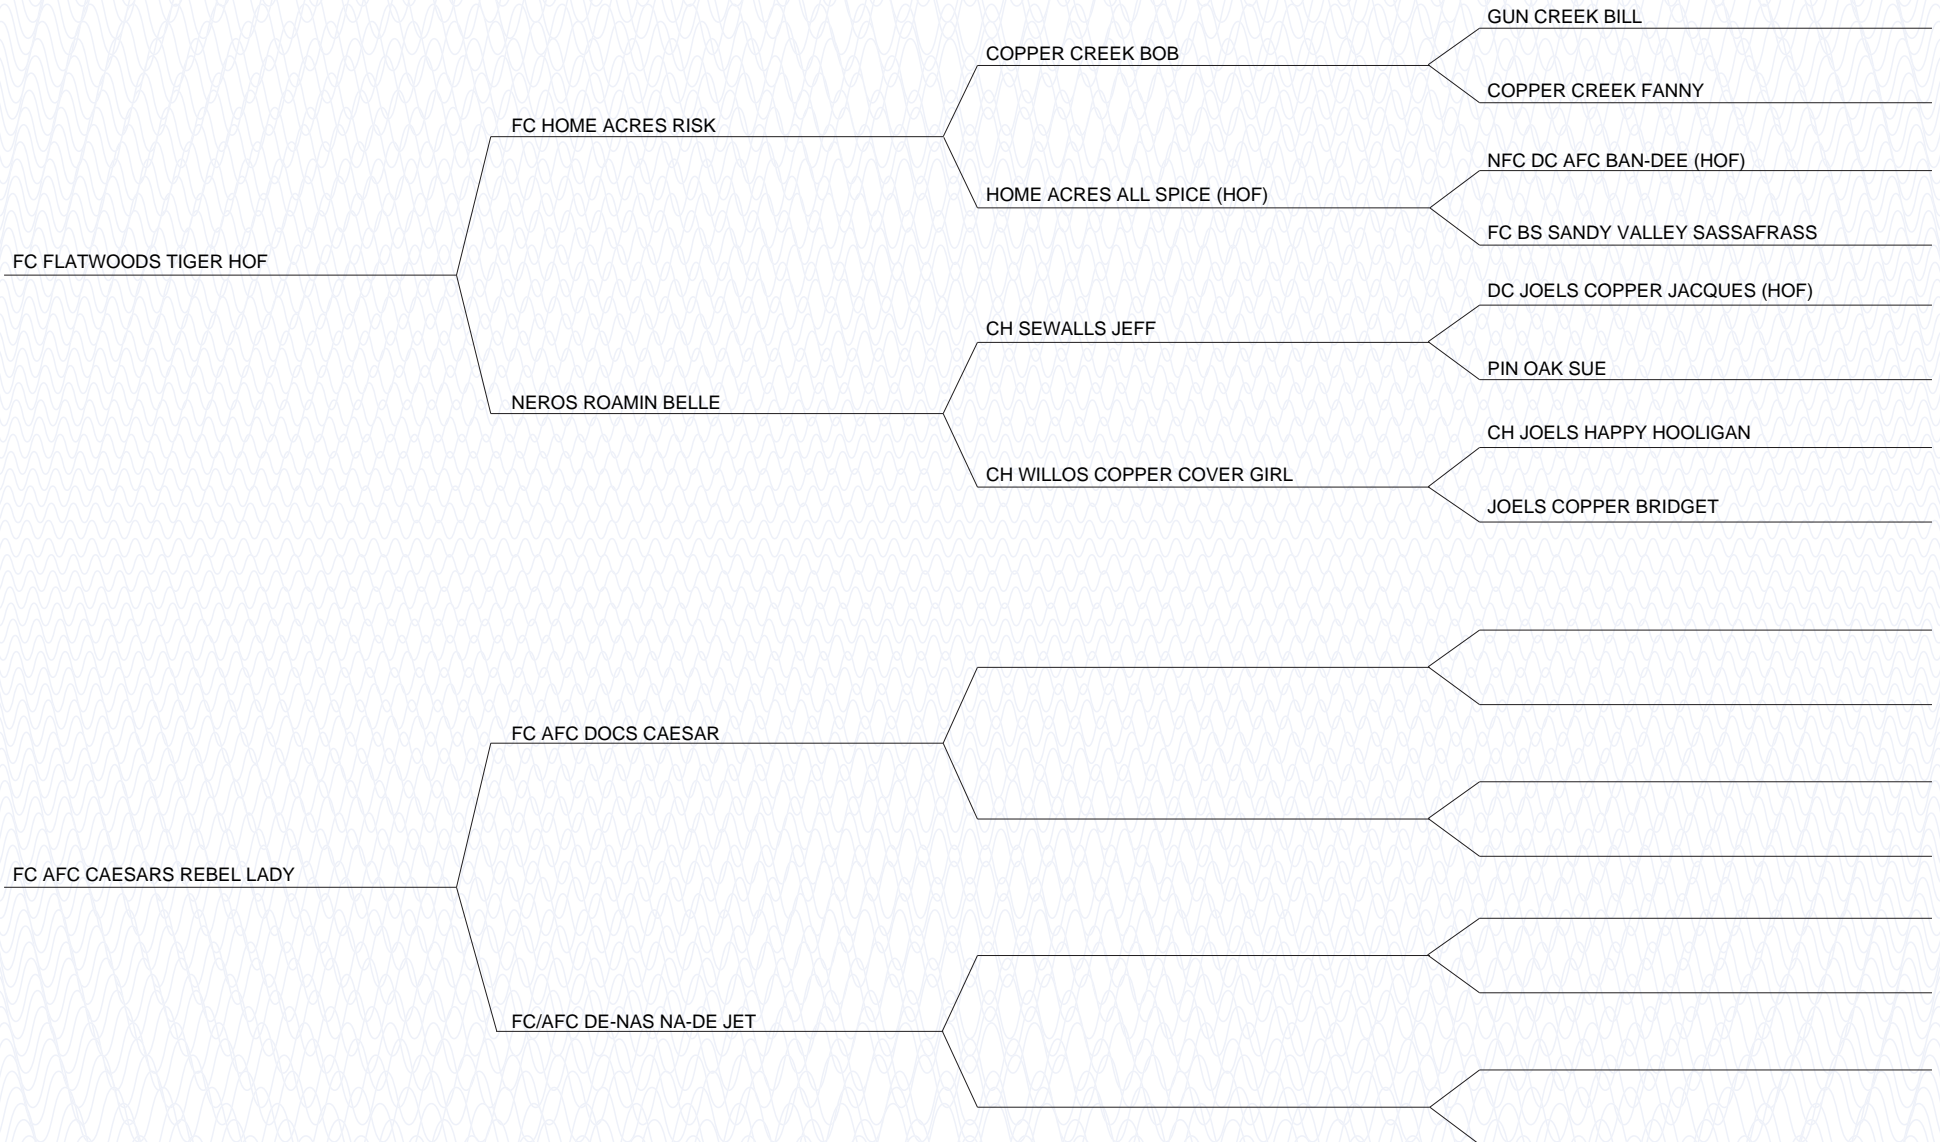 GUN CREEK BILL
COPPER CREEK BOB
COPPER CREEK FANNY
FC HOME ACRES RISK
NFC DC AFC BAN-DEE (HOF)
HOME ACRES ALL SPICE (HOF)
FC BS SANDY VALLEY SASSAFRASS
FC FLATWOODS TIGER HOF
DC JOELS COPPER JACQUES (HOF)
CH SEWALLS JEFF
PIN OAK SUE
NEROS ROAMIN BELLE
CH JOELS HAPPY HOOLIGAN
CH WILLOS COPPER COVER GIRL
JOELS COPPER BRIDGET
FC AFC DOCS CAESAR
FC AFC CAESARS REBEL LADY
FC/AFC DE-NAS NA-DE JET